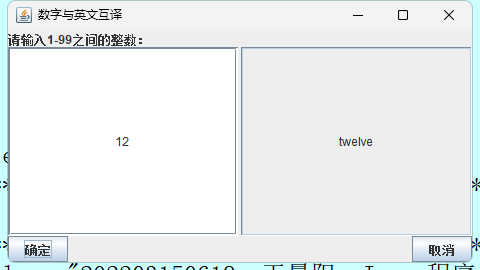 数字与英文互译
请输入1-99之间的整数：
12
twelve
确定
取消